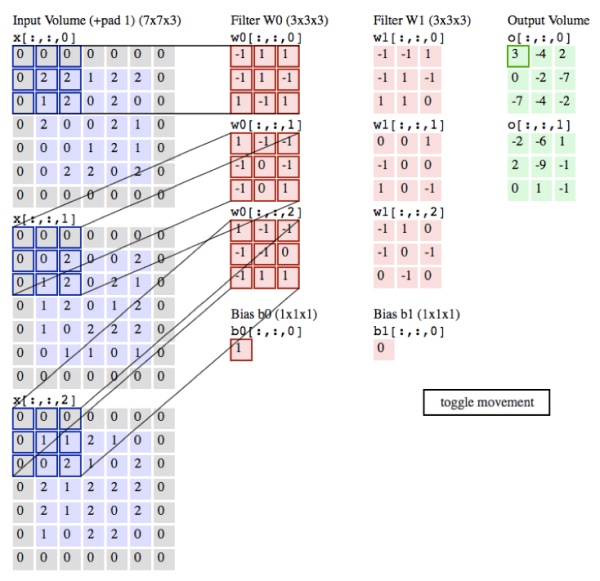 Input Volume (+pad 1) (7x7x3)
x[:,:,0]
0 0 0 0 0 0 0
0 2 2 1 2 2 0
0 1 2 0 2 0 0
0 2 0 0 2 1 0
0 0 0 1 2 1 0
0 0 2 2 0 2 0
0 0 0 0 0 0 0
x[:,:,1]
0 0 0 0 0 0 0
0 0 2 0 0 2 0
0 1 2 0 2 1 0
0 1 2 0 1 2 0
0 1 0 2 2 2 0
0 0 1 1 0 1 0
0 0 0 0 0 0 0
x[:,:,2]
0 0 0 0 0 0 0
0 1 1 2 1 0 0
0 0 2 1 0 2 0
0 2 1 2 2 2 0
0 2 1 2 0 2 0
0 1 0 2 2 0 0
0 0 0 0 0 0 0
Filter W0 (3x3x3)
w0[:,:,0]
-1 1 1
-1 1 -1
1 -1 1
w0[:,:,1]
1 -1 -1
-1 0 -1
-1 0 1
w0[:,:,2]
1 -1 -1
-1 -1 0
-1 1 1
Bias b0 (1x1x1)
b0[:,:,0]
1
Filter W1 (3x3x3)
w1[:,:,0]
-1 -1 1
-1 1 -1
1 1 0
w1[:,:,1]
0 0 1
-1 0 0
1 0 -1
w1[:,:,2]
-1 1 0
-1 0 -1
0 -1 0
Bias b1 (1x1x1)
b1[:,:,0]
0
Output Volume
o[:,:,0]
3 -4 2
0 -2 -7
-7 -4 -2
o[:,:,1]
-2 -6 1
2 -9 -1
0 1 -1
toggle movement